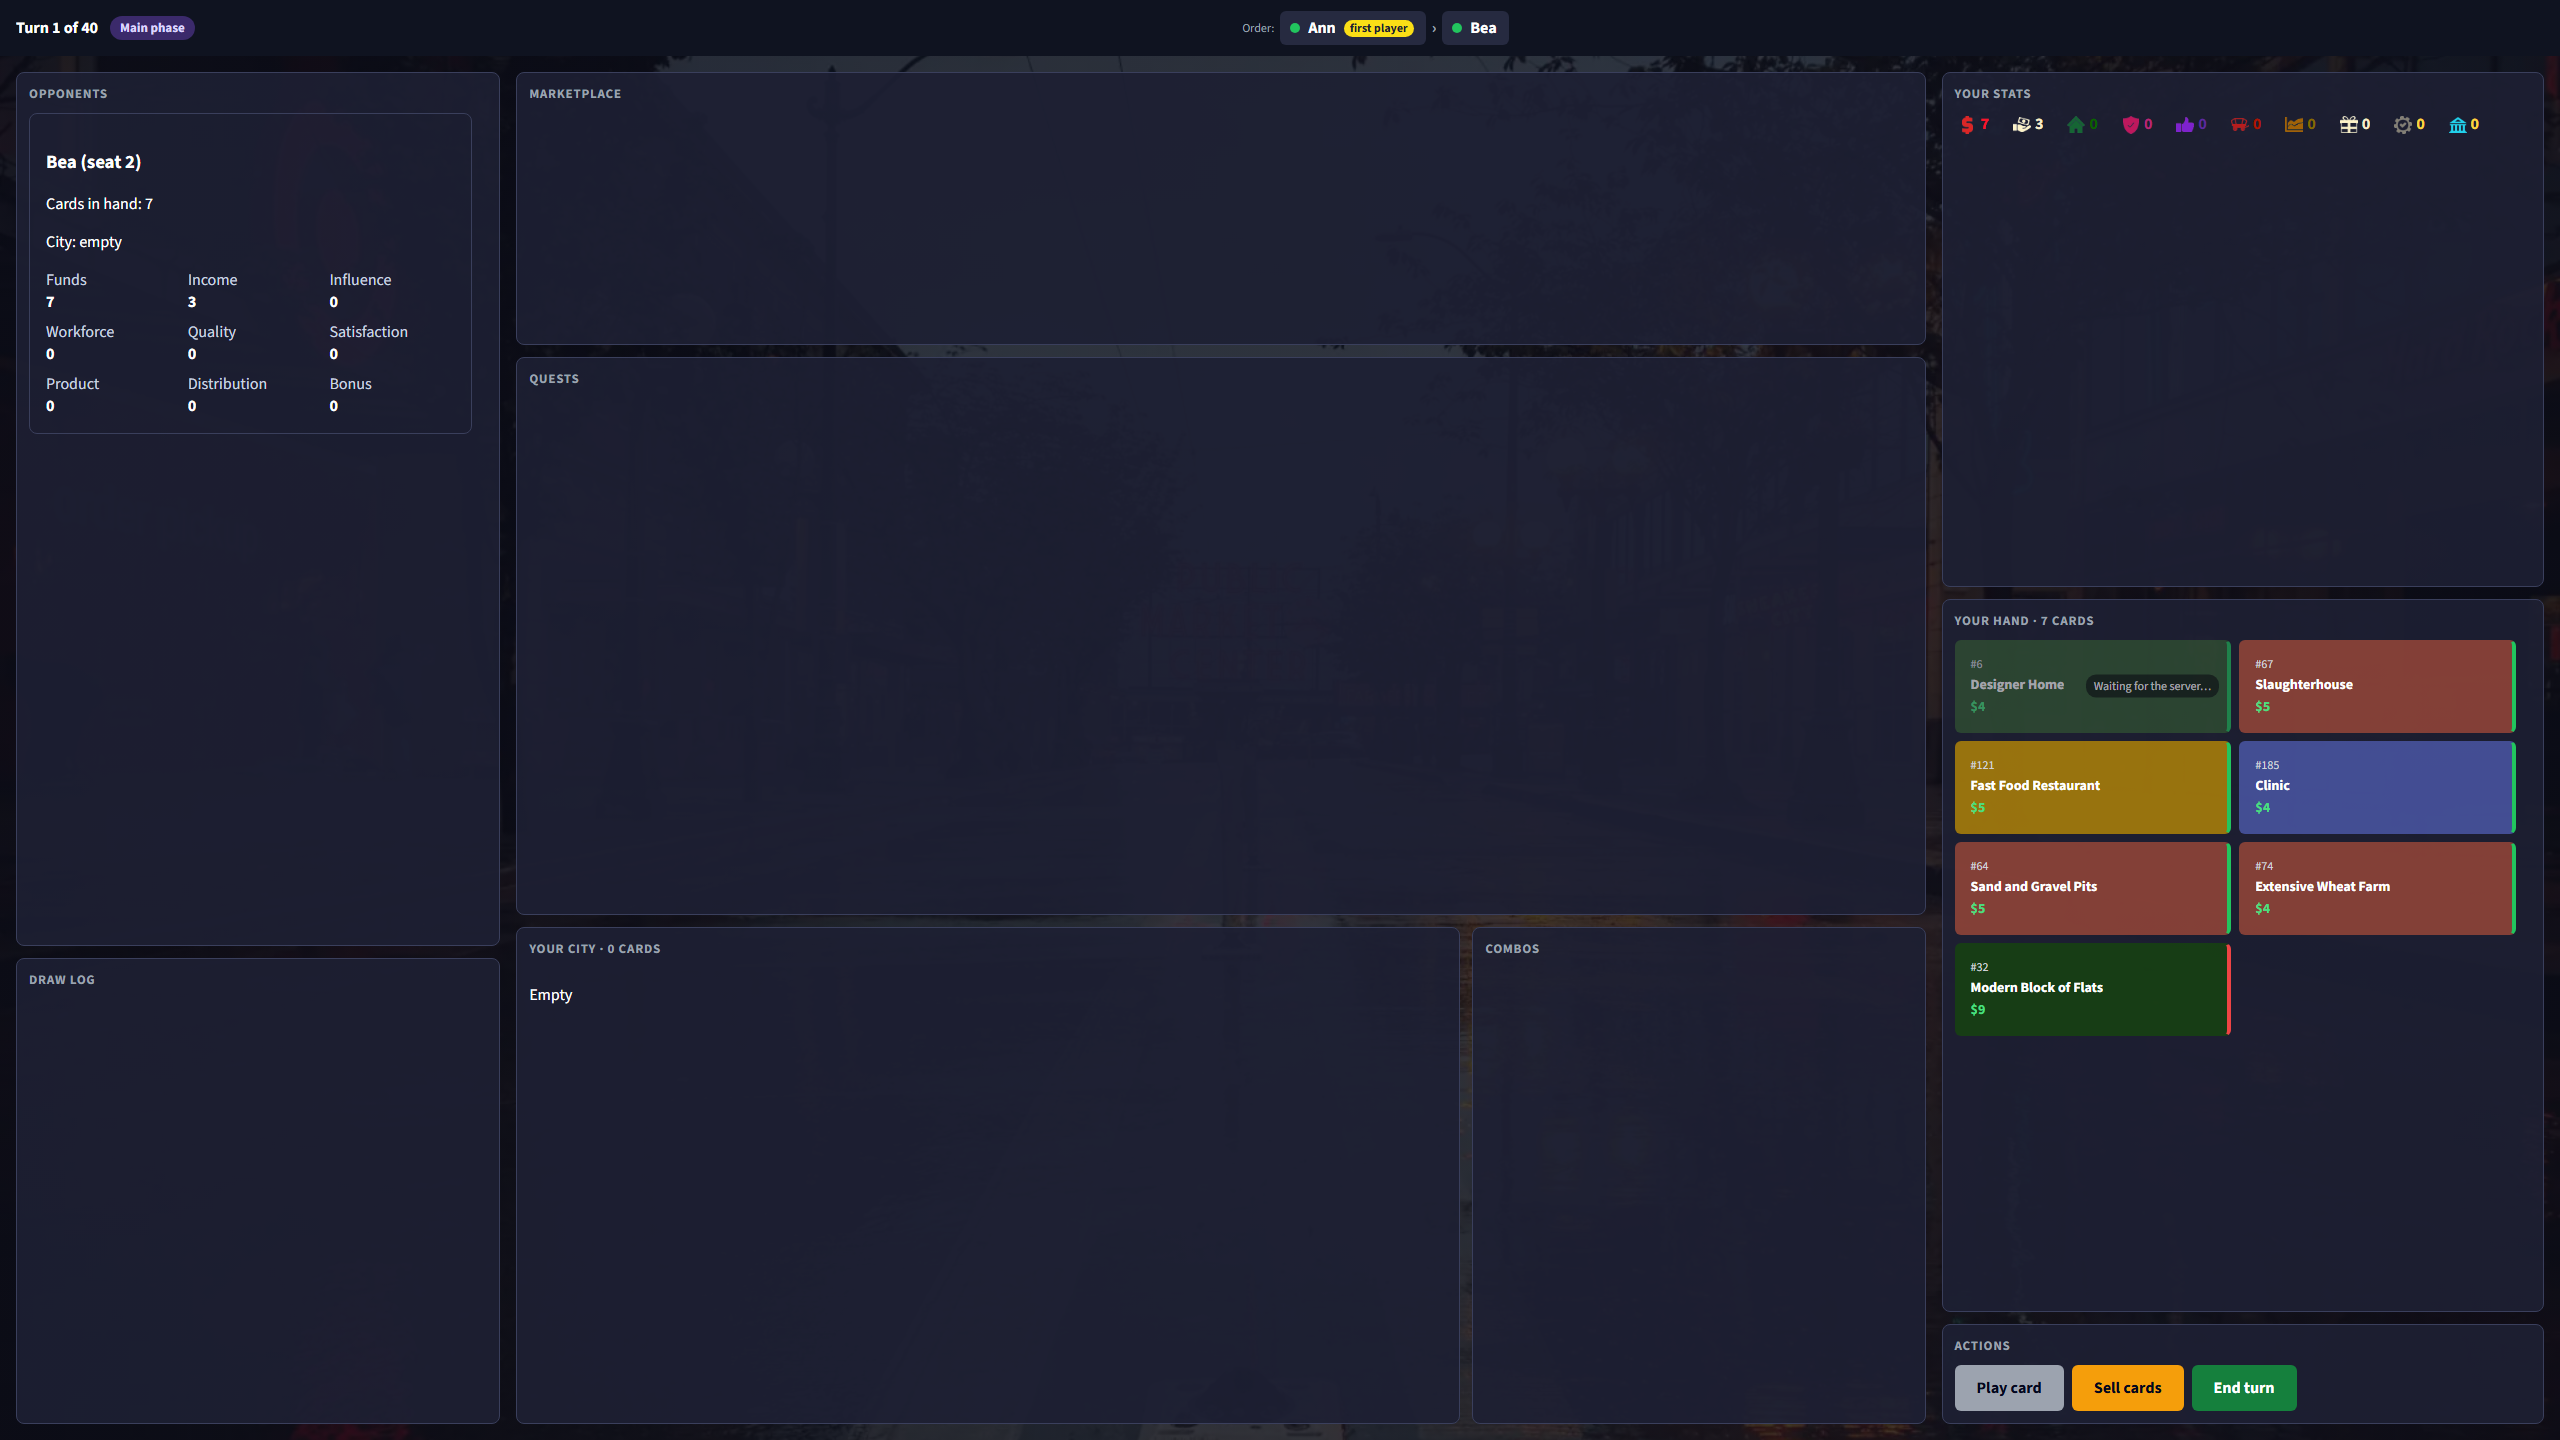 Turn 1 of 40 Main phase
Order: Ann first player › Bea
OPPONENTS
Bea (seat 2)
Cards in hand: 7
City: empty
Funds Income Influence
7 3 0
Workforce Quality Satisfaction
0 0 0
Product Distribution Bonus
0 0 0
DRAW LOG
MARKETPLACE
QUESTS
YOUR CITY · 0 CARDS
Empty
COMBOS
YOUR STATS
7 3 0 0 0 0 0 0 0 0
YOUR HAND · 7 CARDS
#6
Designer Home
$4
Waiting for the server...
#67
Slaughterhouse
$5
#121
Fast Food Restaurant
$5
#185
Clinic
$4
#64
Sand and Gravel Pits
$5
#74
Extensive Wheat Farm
$4
#32
Modern Block of Flats
$9
ACTIONS
Play card Sell cards End turn